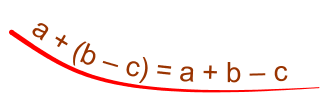 a + (b – c) = a + b – c